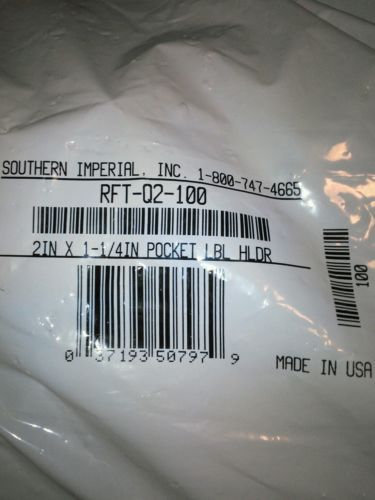 SOUTHERN IMPERIAL, INC. 1-800-747-4665
RFT-Q2-100
2IN X 1-1/4IN POCKET LBL HLDR
100
0 37193 50797 9
MADE IN USA